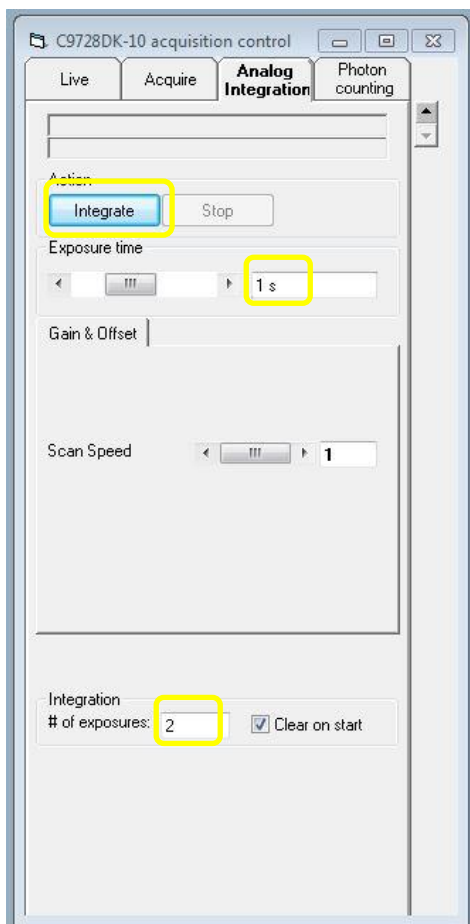 C9728DK-10 acquisition control
Live
Acquire
Analog
Integration
Photon
counting
Action
Integrate
Stop
Exposure time
1 s
Gain & Offset
Scan Speed
1
Integration
# of exposures:
2
Clear on start